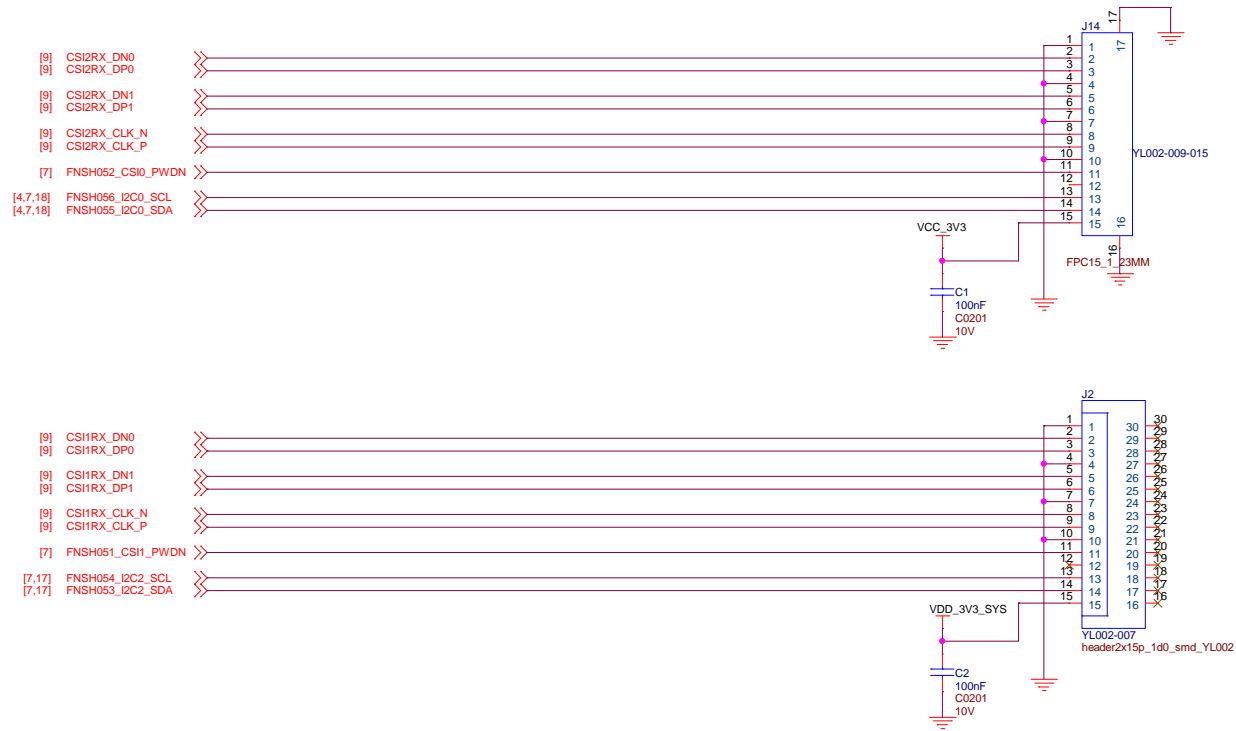 17
J14
17
1 1
[9] CSI2RX_DN0 2 2
[9] CSI2RX_DP0 3 3
4 4
[9] CSI2RX_DN1 5 5
[9] CSI2RX_DP1 6 6
7 7
[9] CSI2RX_CLK_N 8 8
[9] CSI2RX_CLK_P 9 9
10 10
YL002-009-015
[7] FNSH052_CSI0_PWDN 11 11
12 12
[4,7,18] FNSH056_I2C0_SCL 13 13
[4,7,18] FNSH055_I2C0_SDA 14 14
15 15
16
VCC_3V3
16
FPC15_1_23MM
C1
100nF
C0201
10V
J2
1 1 30 30
[9] CSI1RX_DN0 2 2 29 29
[9] CSI1RX_DP0 3 3 28 28
4 4 27 27
[9] CSI1RX_DN1 5 5 26 26
[9] CSI1RX_DP1 6 6 25 25
7 7 24 24
[9] CSI1RX_CLK_N 8 8 23 23
[9] CSI1RX_CLK_P 9 9 22 22
10 10 21 21
[7] FNSH051_CSI1_PWDN 11 11 20 20
12 12 19 19
[7,17] FNSH054_I2C2_SCL 13 13 18 18
[7,17] FNSH053_I2C2_SDA 14 14 17 17
15 15 16 16
VDD_3V3_SYS
YL002-007
header2x15p_1d0_smd_YL002
C2
100nF
C0201
10V